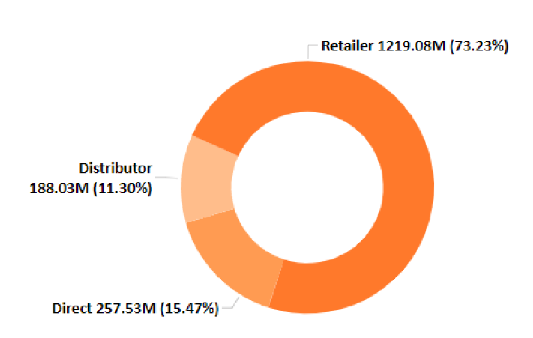 Retailer 1219.08M (73.23%)
Distributor
188.03M (11.30%)
Direct 257.53M (15.47%)